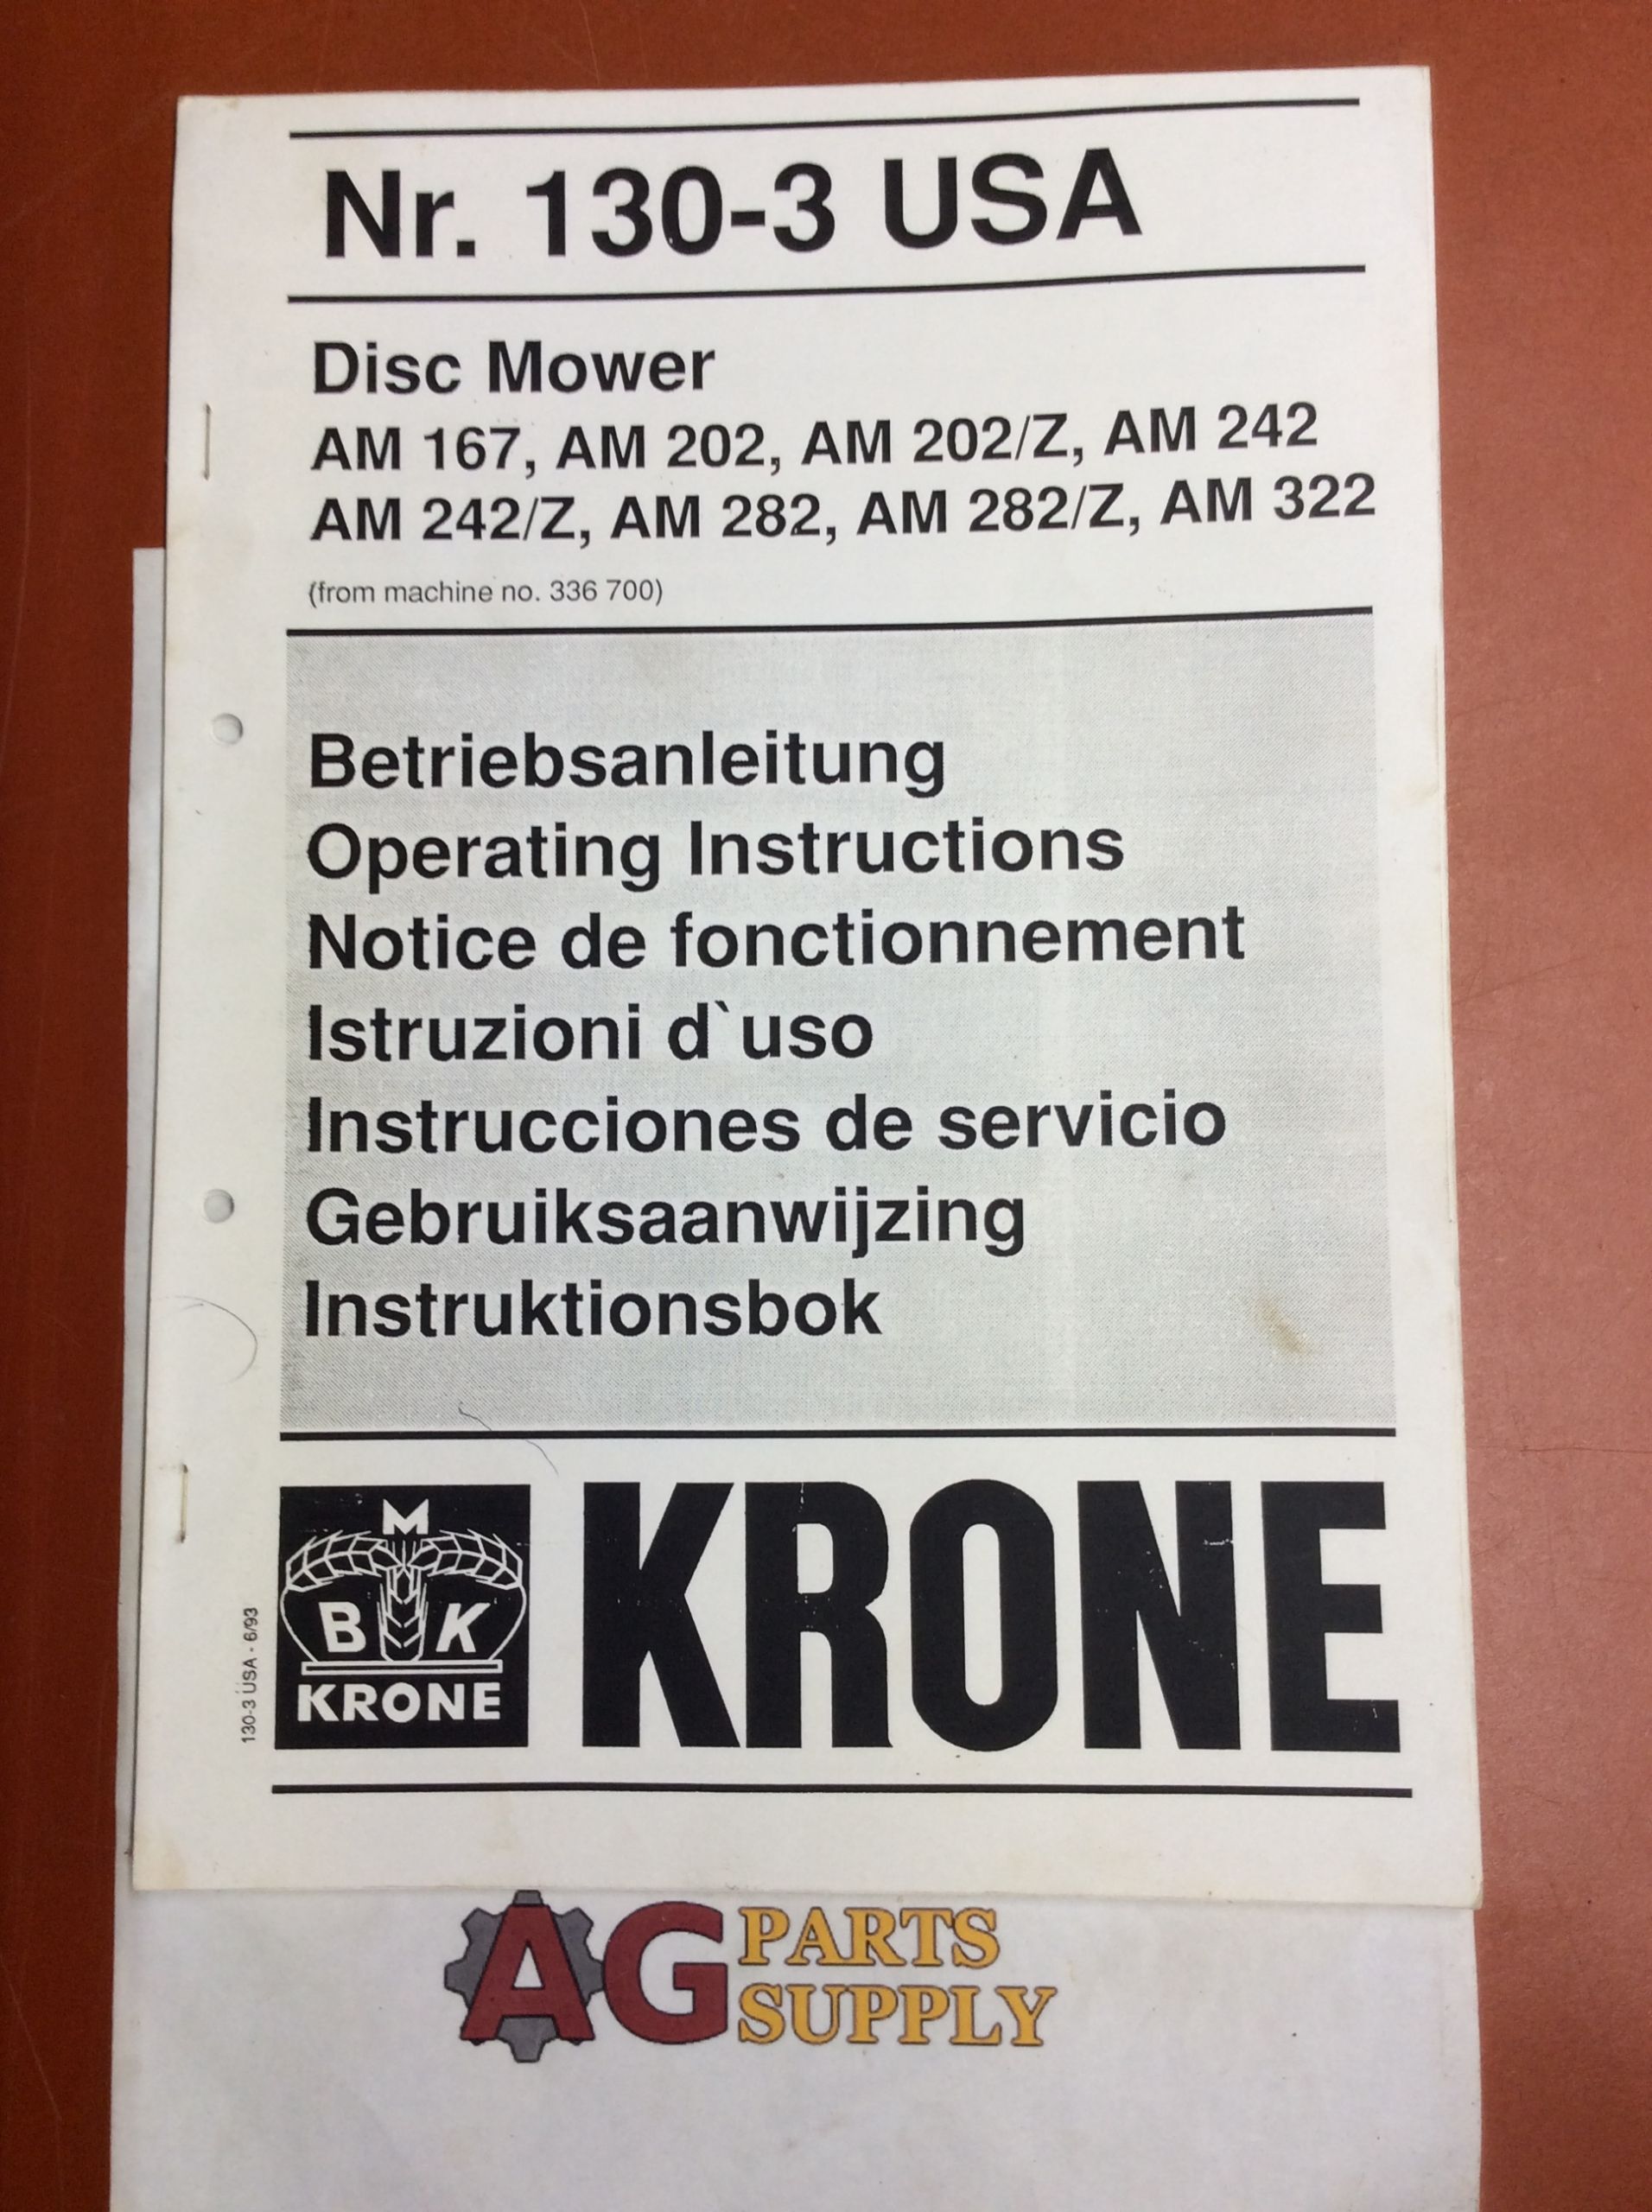 Nr. 130-3 USA
Disc Mower
AM 167, AM 202, AM 202/Z, AM 242
AM 242/Z, AM 282, AM 282/Z, AM 322
(from machine no. 336 700)
Betriebsanleitung
Operating Instructions
Notice de fonctionnement
Istruzioni d`uso
Instrucciones de servicio
Gebruiksaanwijzing
Instruktionsbok
130-3 USA - 6/93
M
B K
KRONE
KRONE
AG PARTS
SUPPLY